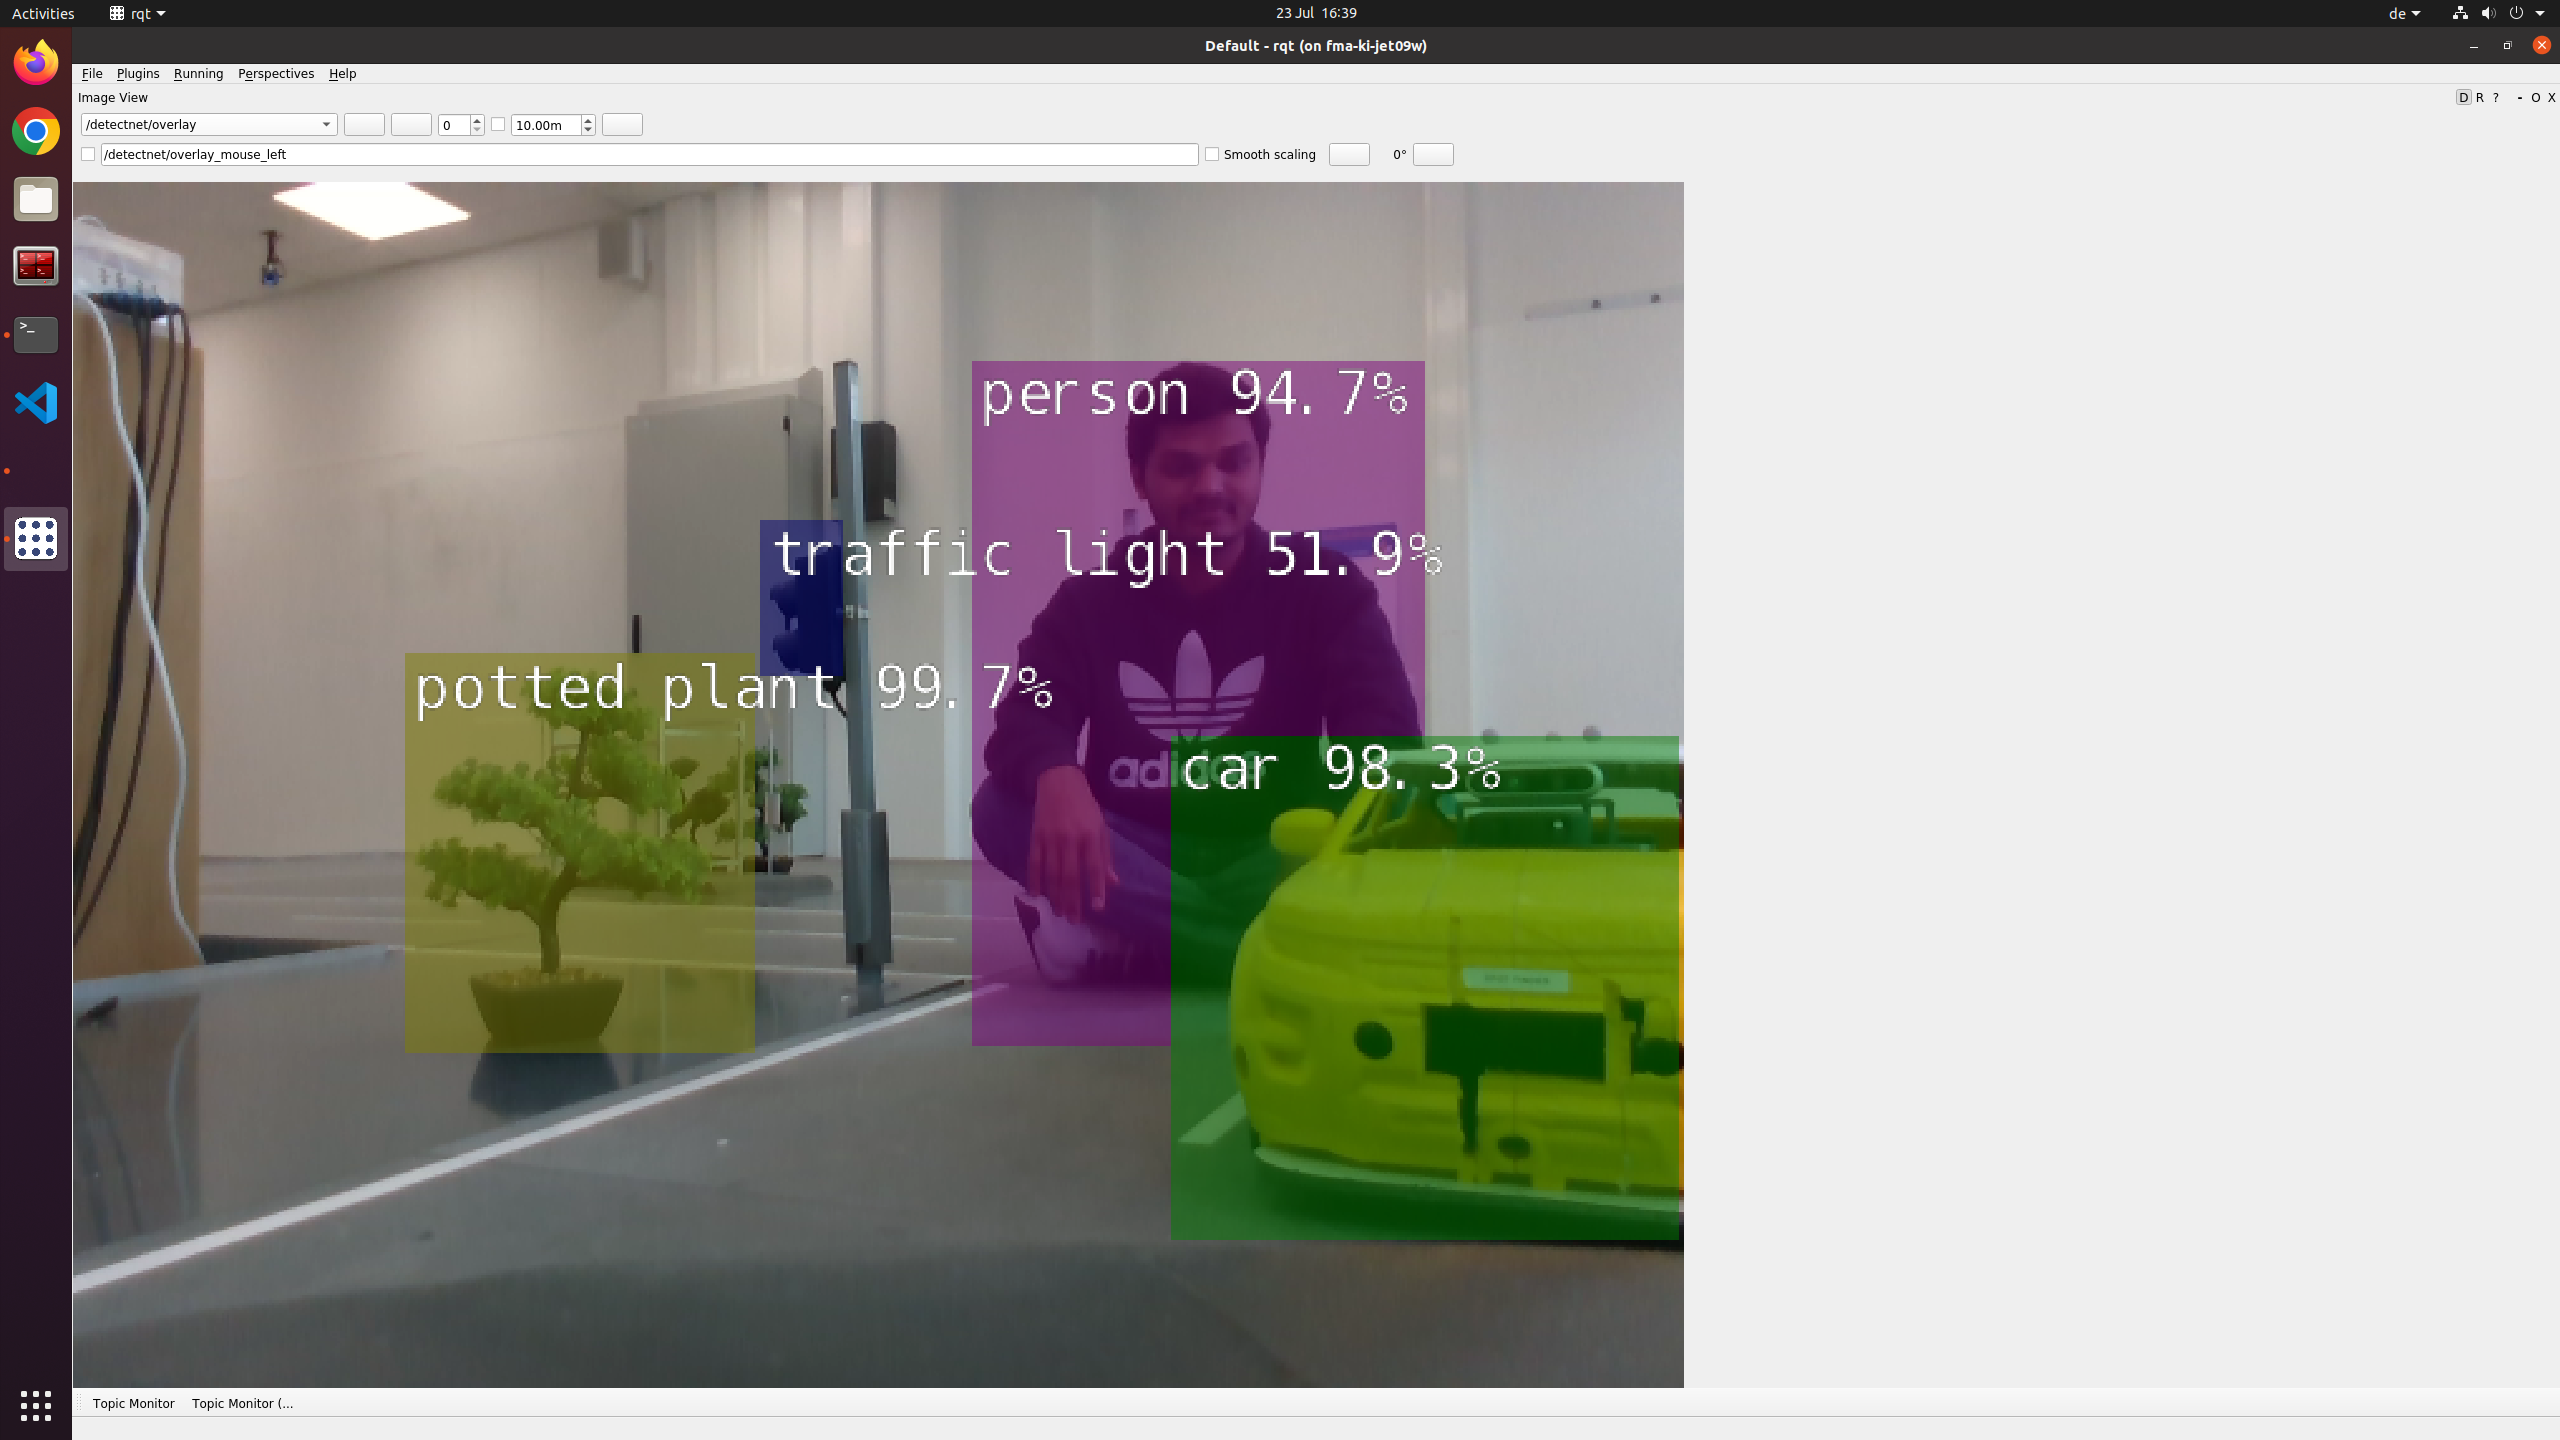 Activities
rqt
23 Jul 16:39
de
Default - rqt (on fma-ki-jet09w)
File Plugins Running Perspectives Help
Image View
D R ? - O X
/detectnet/overlay
0
10.00m
/detectnet/overlay_mouse_left
Smooth scaling
0°
person 94.7%
traffic light 51.9%
potted plant 99.7%
adidas
car 98.3%
Topic Monitor
Topic Monitor (...